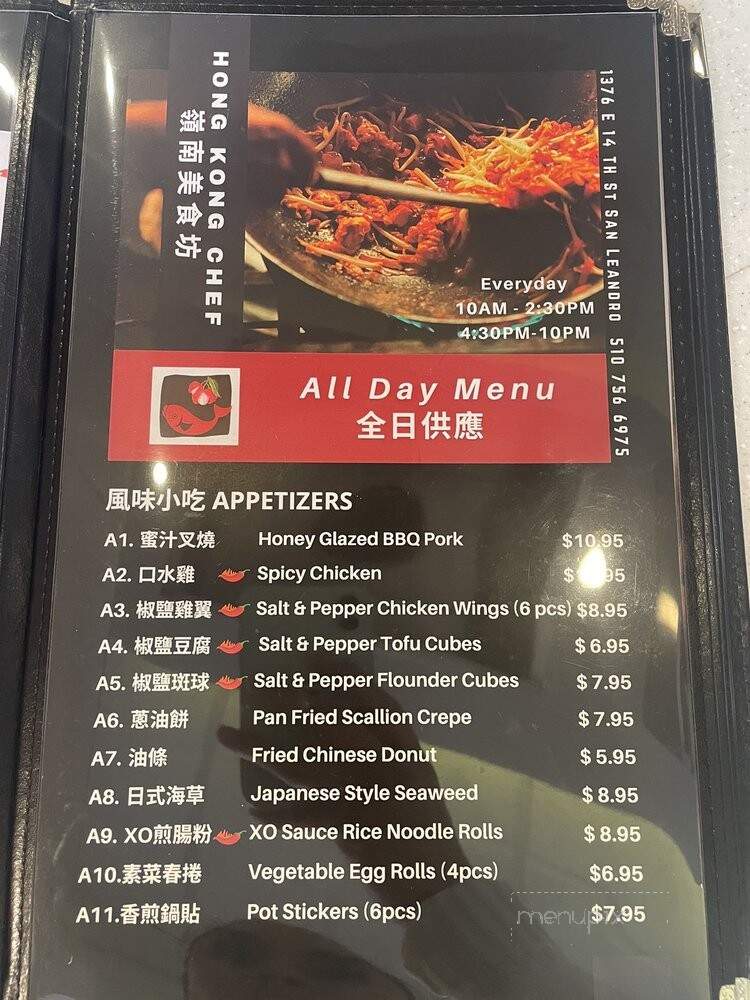 HONG KONG CHEF
嶺南美食坊
1376 E 14 TH ST SAN LEANDRO 510 756 6975
Everyday
10AM - 2:30PM
4:30PM-10PM
All Day Menu
全日供應
風味小吃 APPETIZERS
A1. 蜜汁叉燒 Honey Glazed BBQ Pork $10.95
A2. 口水雞 Spicy Chicken
A3. 椒鹽雞翼 Salt & Pepper Chicken Wings (6 pcs) $8.95
A4. 椒鹽豆腐 Salt & Pepper Tofu Cubes $ 6.95
A5. 椒鹽斑球 Salt & Pepper Flounder Cubes $ 7.95
A6. 蔥油餅 Pan Fried Scallion Crepe $ 7.95
A7. 油條 Fried Chinese Donut $ 5.95
A8. 日式海草 Japanese Style Seaweed $ 8.95
A9. XO煎腸粉 XO Sauce Rice Noodle Rolls $ 8.95
A10.素菜春捲 Vegetable Egg Rolls (4pcs) $6.95
A11.香煎鍋貼 Pot Stickers (6pcs) $7.95
menupix